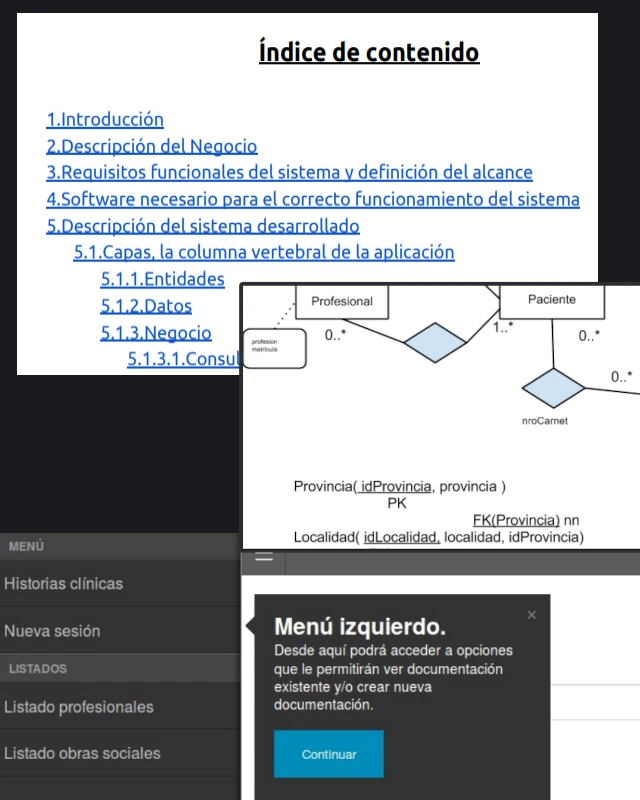 Índice de contenido
1.Introducción
2.Descripción del Negocio
3.Requisitos funcionales del sistema y definición del alcance
4.Software necesario para el correcto funcionamiento del sistema
5.Descripción del sistema desarrollado
5.1.Capas, la columna vertebral de la aplicación
5.1.1.Entidades
5.1.2.Datos
5.1.3.Negocio
5.1.3.1.Consul
Profesional
Paciente
profesion
matricula
0..*
1..*
0..*
0..*
nroCarnet
Provincia( idProvincia, provincia )
PK
FK(Provincia) nn
Localidad( idLocalidad, localidad, idProvincia)
MENÚ
Historias clínicas
Nueva sesión
LISTADOS
Listado profesionales
Listado obras sociales
×
Menú izquierdo.
Desde aquí podrá acceder a opciones
que le permitirán ver documentación
existente y/o crear nueva
documentación.
Continuar